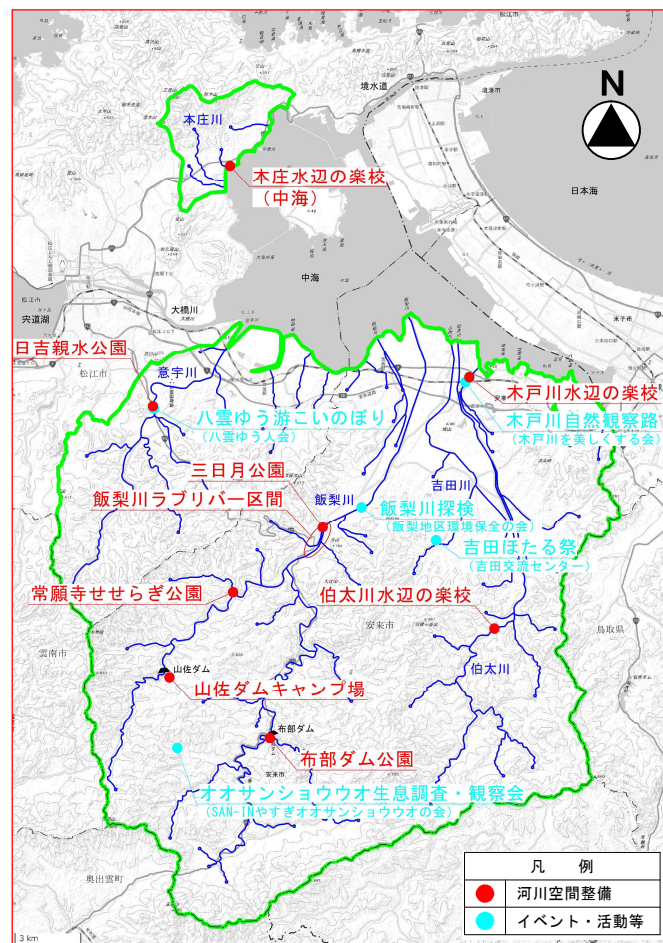 松江市
境水道
境港市
本庄川
N
本庄水辺の楽校
(中海)
日本海
中海
松江市
宍道湖
大橋川
米子市
日吉親水公園
意宇川
松江市
木戸川水辺の楽校
八雲ゆう游こいのぼり
(八雲ゆう人会)
木戸川自然観察路
(木戸川を美しくする会)
三日月公園
飯梨川ラブリバー区間
飯梨川
吉田川
飯梨川探検
(飯梨地区環境保全の会)
吉田ほたる祭
(吉田交流センター)
常願寺せせらぎ公園
伯太川水辺の楽校
安来市
鳥取県
雲南市
山佐ダム
伯太川
山佐ダムキャンプ場
布部ダム
布部ダム公園
安来市
オオサンショウウオ生息調査・観察会
(SAN-INやすぎオオサンショウウオの会)
奥出雲町
凡 例
河川空間整備
イベント・活動等
3 km